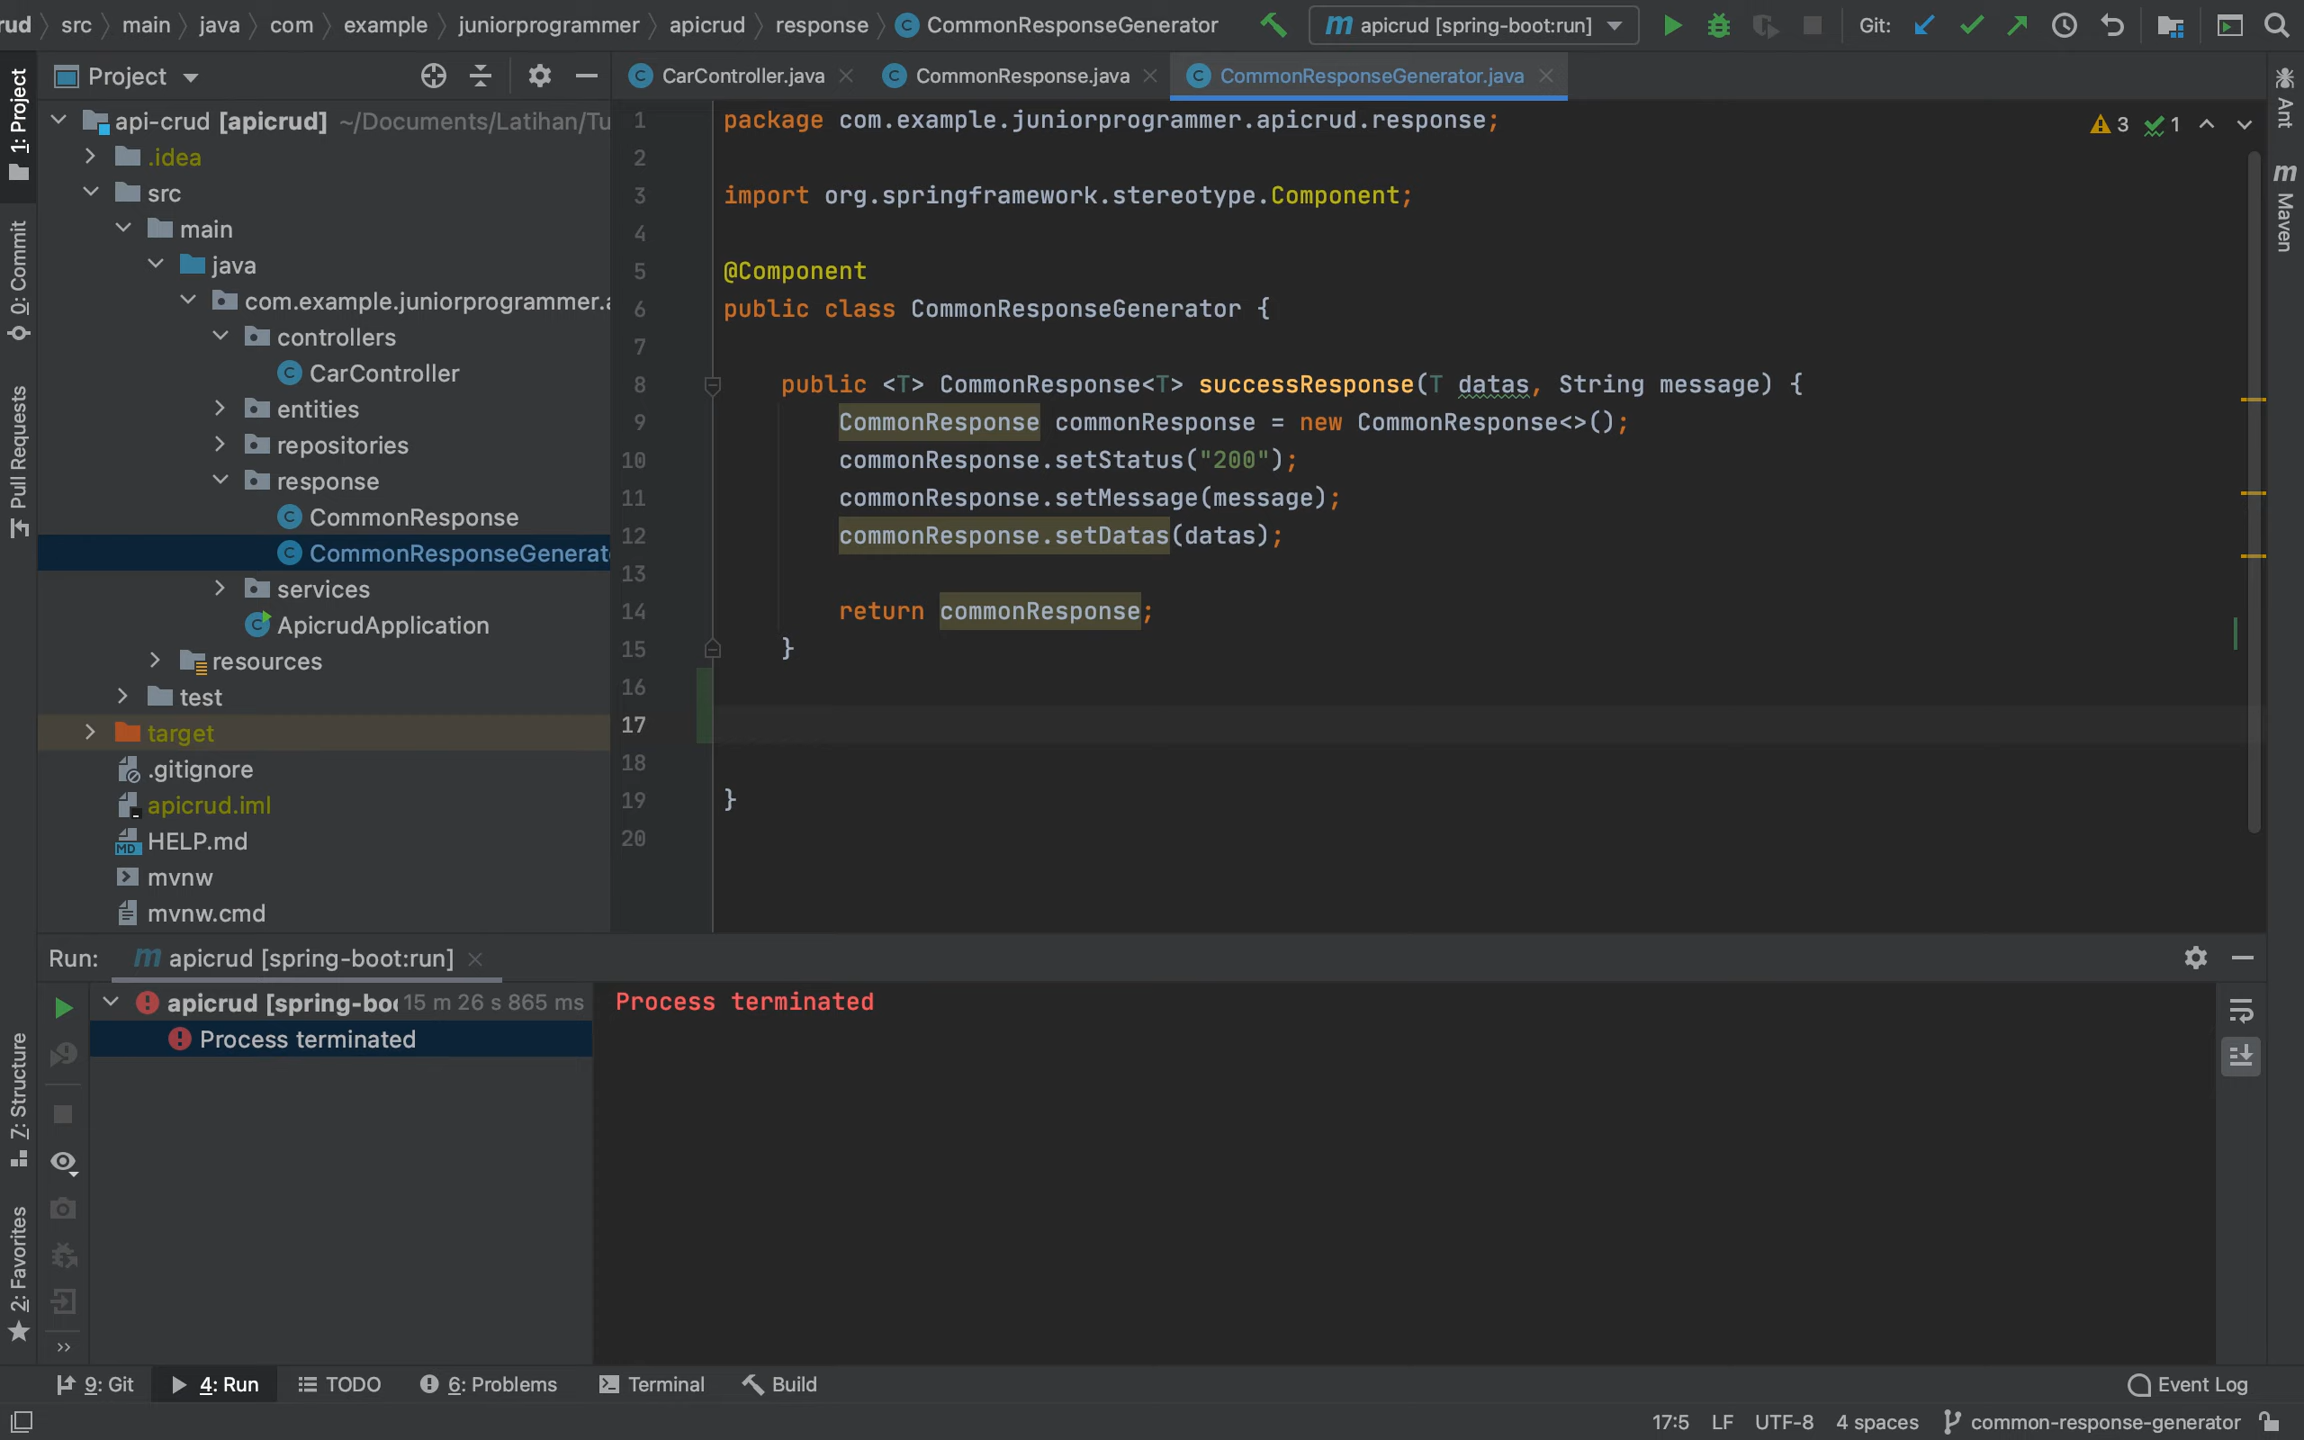 rud src main java com example juniorprogrammer apicrud response CommonResponseGenerator apicrud [spring-boot:run] Git:
Project
CarController.java CommonResponse.java CommonResponseGenerator.java
1: Project
0: Commit
Pull Requests
Z: Structure
2: Favorites
api-crud [apicrud] ~/Documents/Latihan/Tu
.idea
src
main
java
com.example.juniorprogrammer.a
controllers
CarController
entities
repositories
response
CommonResponse
CommonResponseGenerat
services
ApicrudApplication
resources
test
target
.gitignore
apicrud.iml
HELP.md
mvnw
mvnw.cmd
1 package com.example.juniorprogrammer.apicrud.response;
2
3 import org.springframework.stereotype.Component;
4
5 @Component
6 public class CommonResponseGenerator {
7
8 public <T> CommonResponse<T> successResponse(T datas, String message) {
9 CommonResponse commonResponse = new CommonResponse<>();
10 commonResponse.setStatus("200");
11 commonResponse.setMessage(message);
12 commonResponse.setDatas(datas);
13
14 return commonResponse;
15 }
16
17
18
19 }
20
3 1
Ant
Maven
Run: apicrud [spring-boot:run]
apicrud [spring-boo 15 m 26 s 865 ms
Process terminated
Process terminated
9: Git 4: Run TODO 6: Problems Terminal Build Event Log
17:5 LF UTF-8 4 spaces common-response-generator